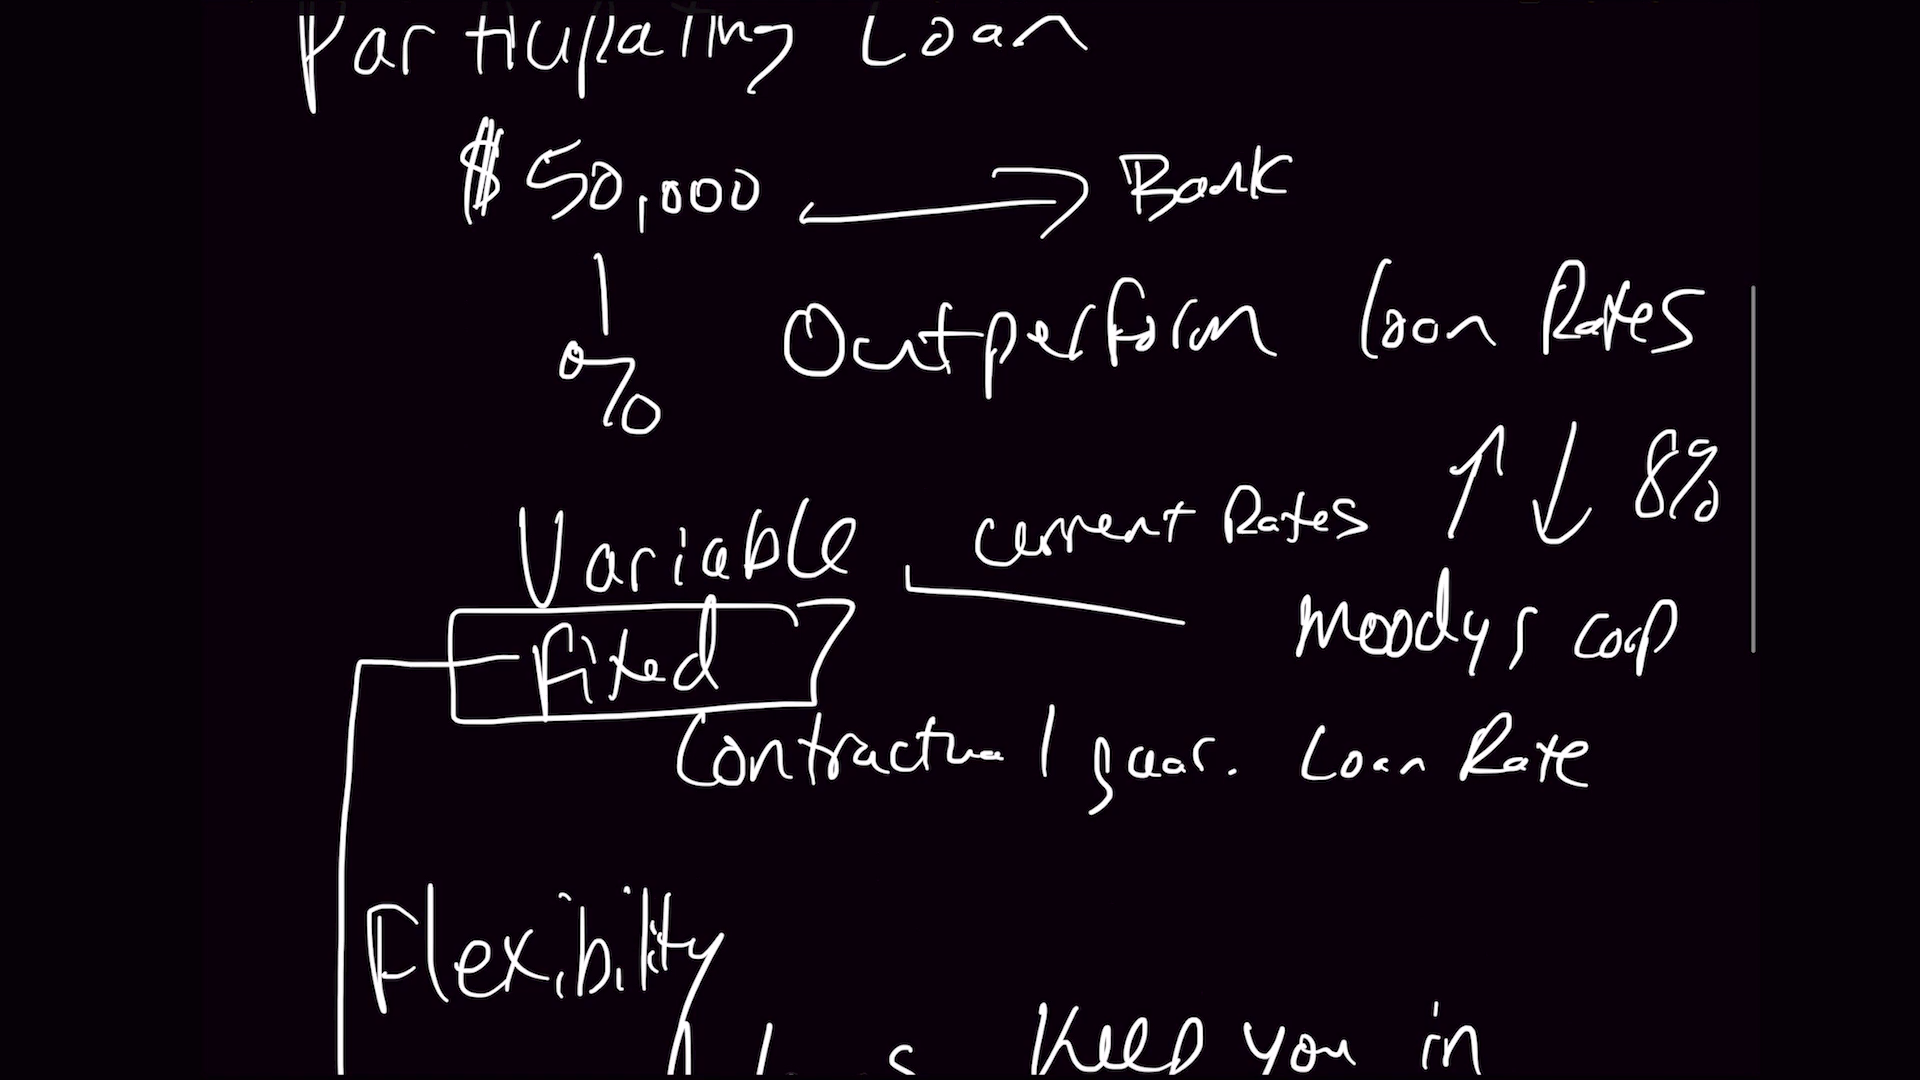 Participating Loan
$50,000 → Bank
%
Outperform loan Rates
↑ ↓ 8%
Variable current Rates
Fixed Moodys corp
Contractual guar. Loan Rate
Flexibility
Keep you in